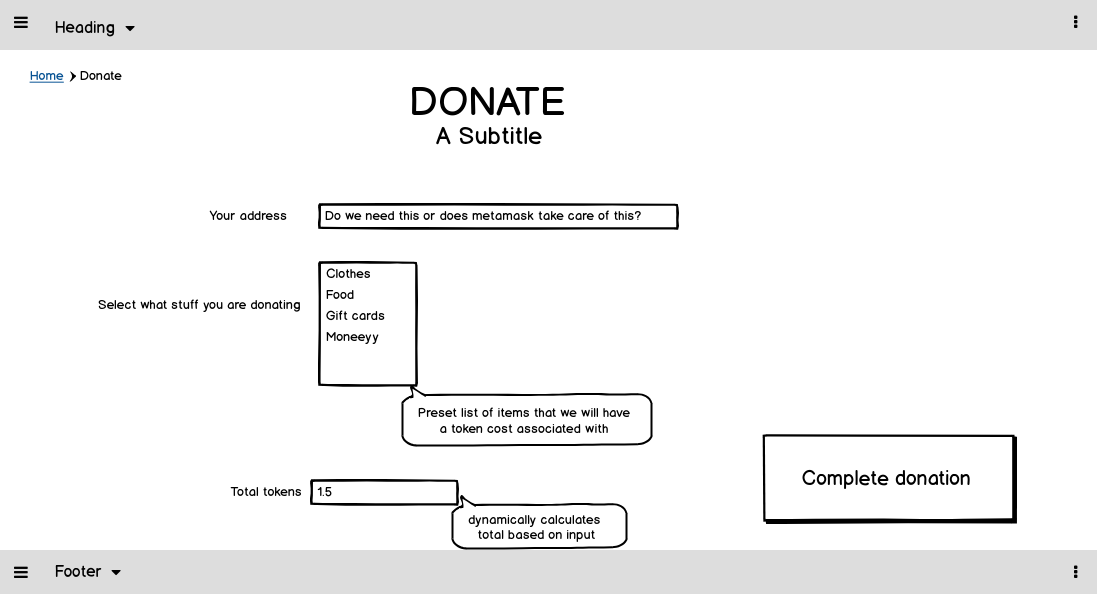 Heading
Home Donate
DONATE
A Subtitle
Your address
Do we need this or does metamask take care of this?
Select what stuff you are donating
Clothes
Food
Gift cards
Moneeyy
Preset list of items that we will have
a token cost associated with
Complete donation
Total tokens
1.5
dynamically calculates
total based on input
Footer